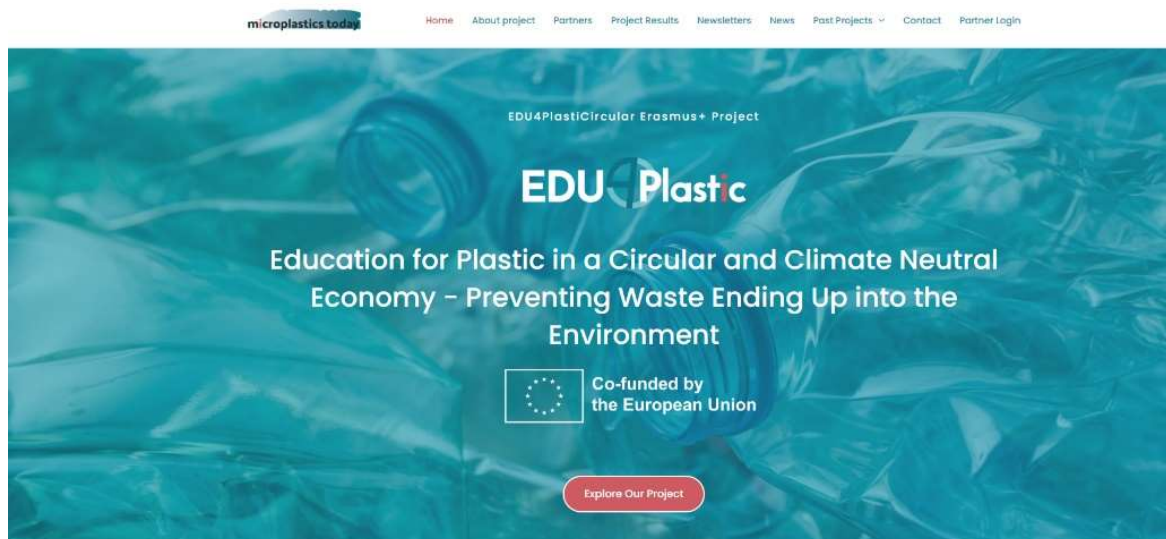 microplastics today
Home About project Partners Project Results Newsletters News Past Projects Contact Partner Login
EDU4PlastiCircular Erasmus+ Project
EDU4Plastic
Education for Plastic in a Circular and Climate Neutral
Economy - Preventing Waste Ending Up into the
Environment
Co-funded by
the European Union
Explore Our Project